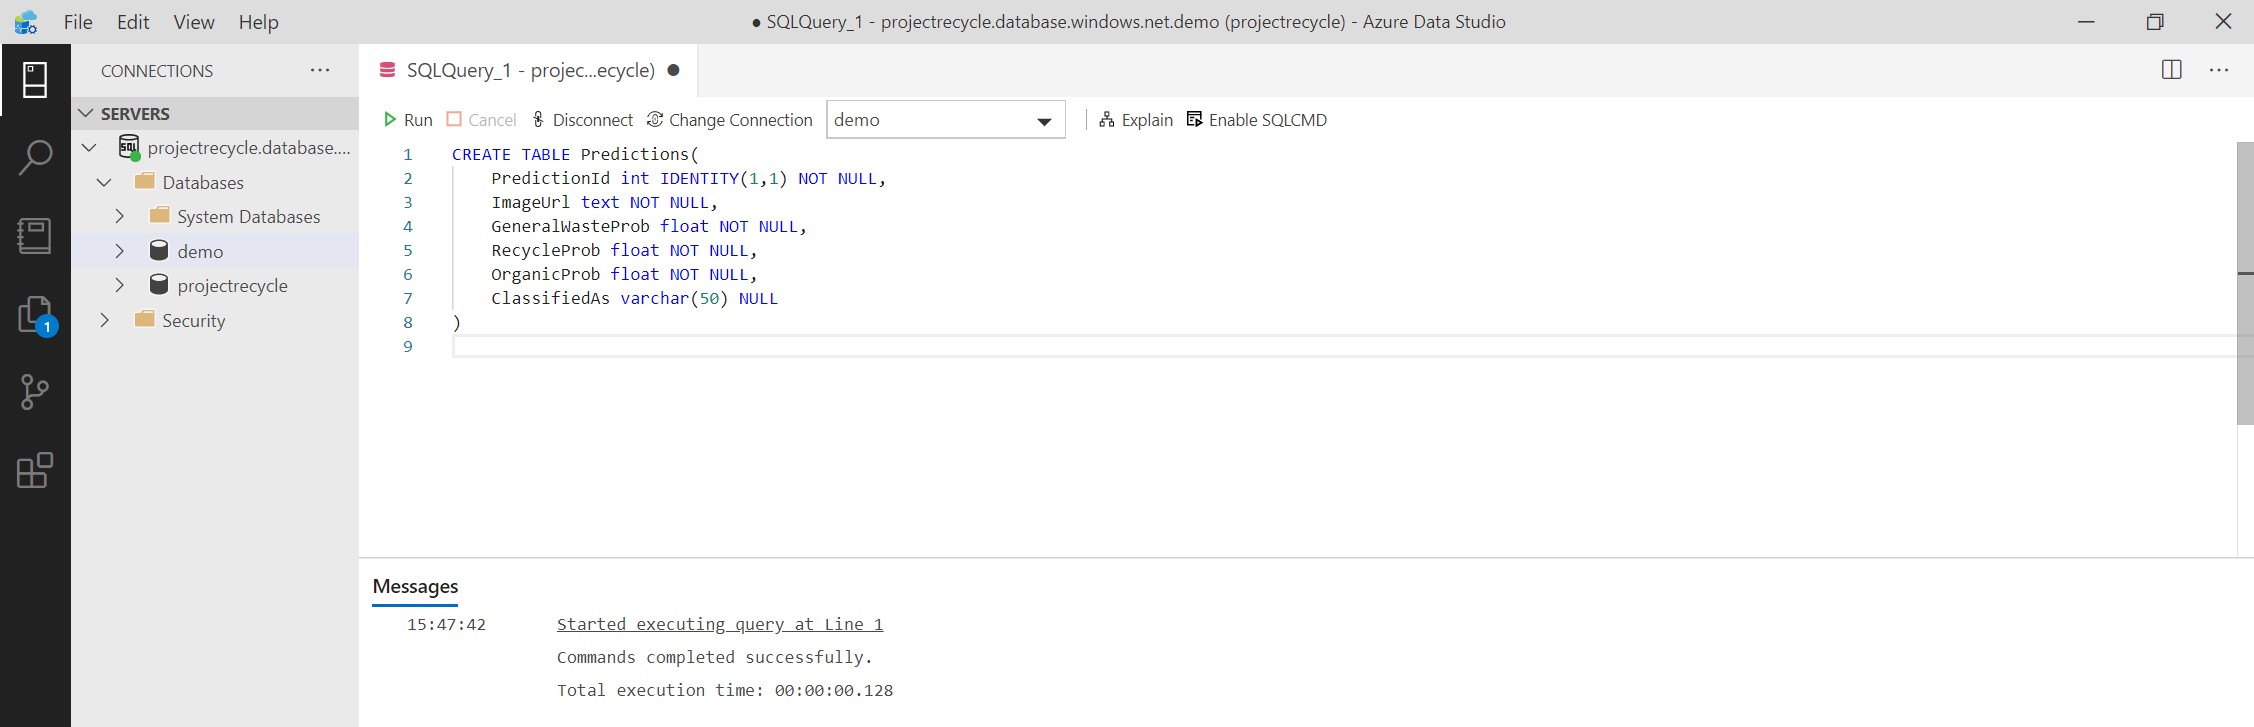 File Edit View Help
● SQLQuery_1 - projectrecycle.database.windows.net.demo (projectrecycle) - Azure Data Studio
CONNECTIONS ...
SERVERS
projectrecycle.database....
Databases
System Databases
demo
projectrecycle
Security
1
SQLQuery_1 - projec...ecycle) ●
Run Cancel Disconnect Change Connection demo Explain Enable SQLCMD
1 CREATE TABLE Predictions(
2 PredictionId int IDENTITY(1,1) NOT NULL,
3 ImageUrl text NOT NULL,
4 GeneralWasteProb float NOT NULL,
5 RecycleProb float NOT NULL,
6 OrganicProb float NOT NULL,
7 ClassifiedAs varchar(50) NULL
8 )
9
Messages
15:47:42 Started executing query at Line 1
Commands completed successfully.
Total execution time: 00:00:00.128